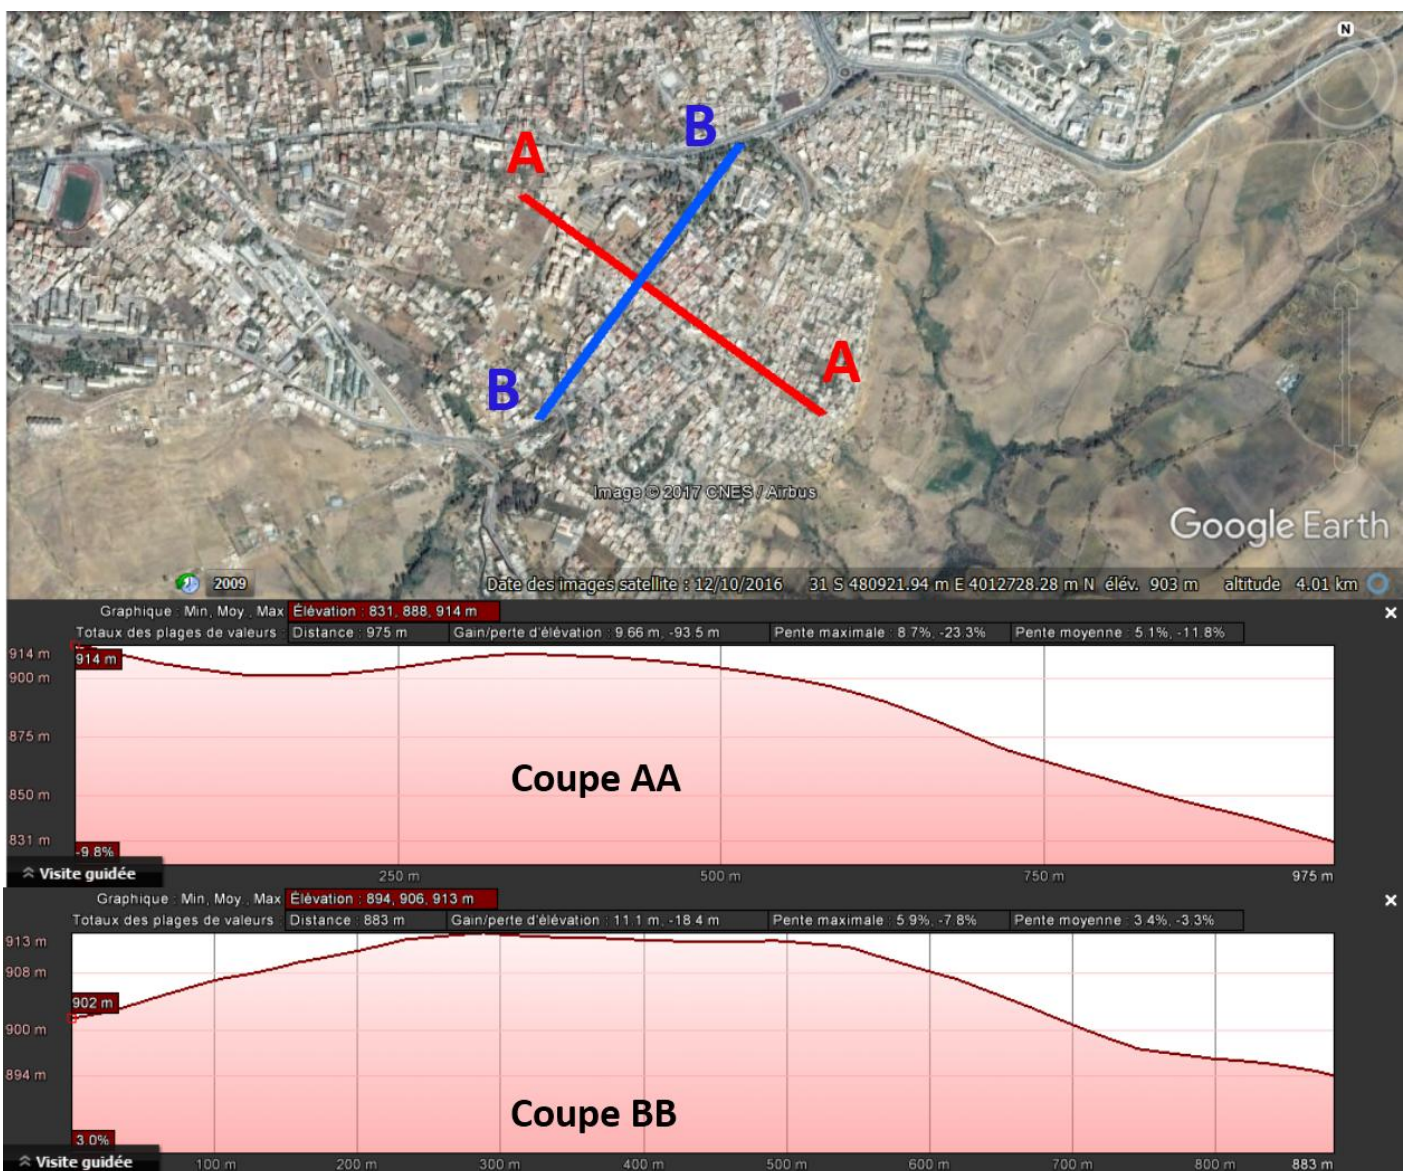 N
B
A
A
B
Image © 2017 CNES / Airbus
Google Earth
2009
Date des images satellite : 12/10/2016 31 S 480921.94 m E 4012728.28 m N élév. 903 m altitude 4.01 km
Graphique : Min, Moy., Max Élévation : 831, 888, 914 m
Totaux des plages de valeurs : Distance : 975 m Gain/perte d'élévation : 9.66 m, -93.5 m Pente maximale : 8.7%, -23.3% Pente moyenne : 5.1%, -11.8%
914 m
914 m
900 m
875 m
Coupe AA
850 m
831 m
-9.8%
Visite guidée
250 m 500 m 750 m 975 m
Graphique : Min, Moy., Max Élévation : 894, 906, 913 m
Totaux des plages de valeurs : Distance : 883 m Gain/perte d'élévation : 11.1 m, -18.4 m Pente maximale : 5.9%, -7.8% Pente moyenne : 3.4%, -3.3%
913 m
908 m
902 m
900 m
894 m
Coupe BB
3.0%
Visite guidée
100 m 200 m 300 m 400 m 500 m 600 m 700 m 800 m 883 m